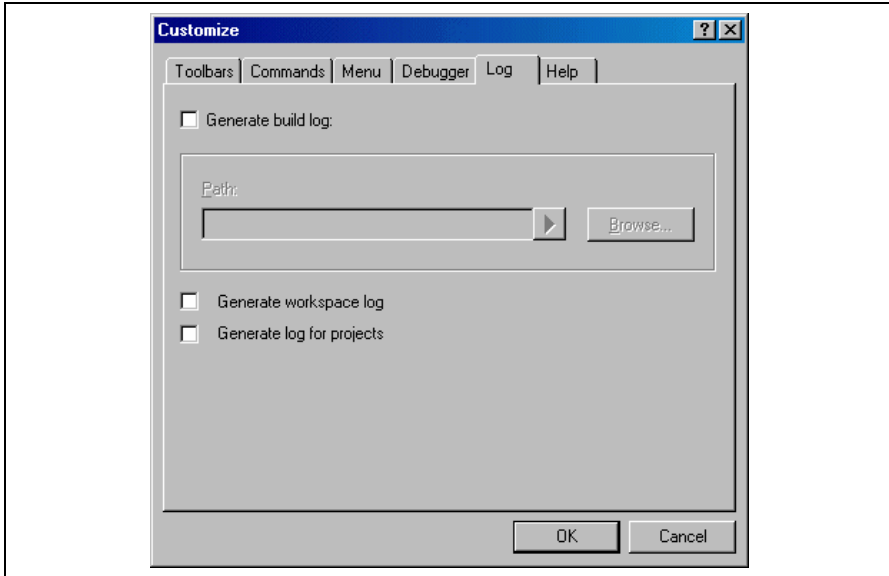 Customize
Toolbars Commands Menu Debugger Log Help
Generate build log:
Path:
Browse...
Generate workspace log
Generate log for projects
OK Cancel